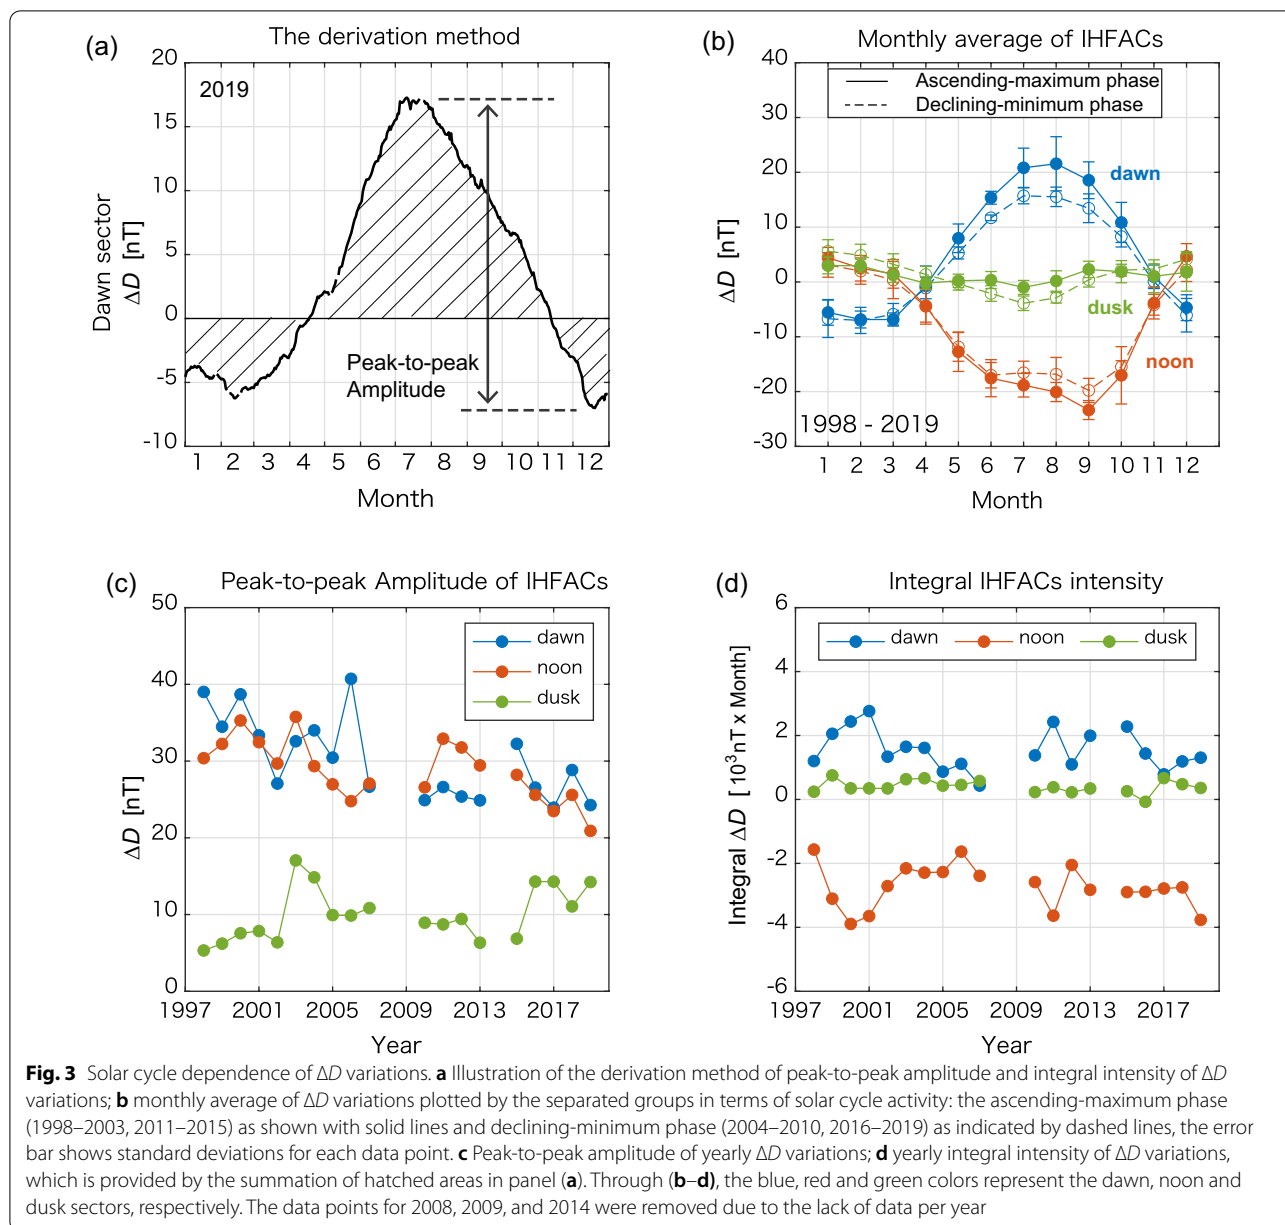 (a) The derivation method
20
15
10
5
0
-5
-10
Dawn sector
ΔD [nT]
2019
Peak-to-peak
Amplitude
1 2 3 4 5 6 7 8 9 10 11 12
Month
(b) Monthly average of IHFACs
40
30
20
10
0
-10
-20
-30
ΔD [nT]
Ascending-maximum phase
Declining-minimum phase
dawn
dusk
noon
1998 - 2019
1 2 3 4 5 6 7 8 9 10 11 12
Month
(c) Peak-to-peak Amplitude of IHFACs
50
40
30
20
10
0
ΔD [nT]
dawn
noon
dusk
1997 2001 2005 2009 2013 2017
Year
(d) Integral IHFACs intensity
6
4
2
0
-2
-4
-6
Integral ΔD [10³nT x Month]
dawn noon dusk
1997 2001 2005 2009 2013 2017
Year
Fig. 3 Solar cycle dependence of ΔD variations. a Illustration of the derivation method of peak-to-peak amplitude and integral intensity of ΔD
variations; b monthly average of ΔD variations plotted by the separated groups in terms of solar cycle activity: the ascending-maximum phase
(1998–2003, 2011–2015) as shown with solid lines and declining-minimum phase (2004–2010, 2016–2019) as indicated by dashed lines, the error
bar shows standard deviations for each data point. c Peak-to-peak amplitude of yearly ΔD variations; d yearly integral intensity of ΔD variations,
which is provided by the summation of hatched areas in panel (a). Through (b–d), the blue, red and green colors represent the dawn, noon and
dusk sectors, respectively. The data points for 2008, 2009, and 2014 were removed due to the lack of data per year